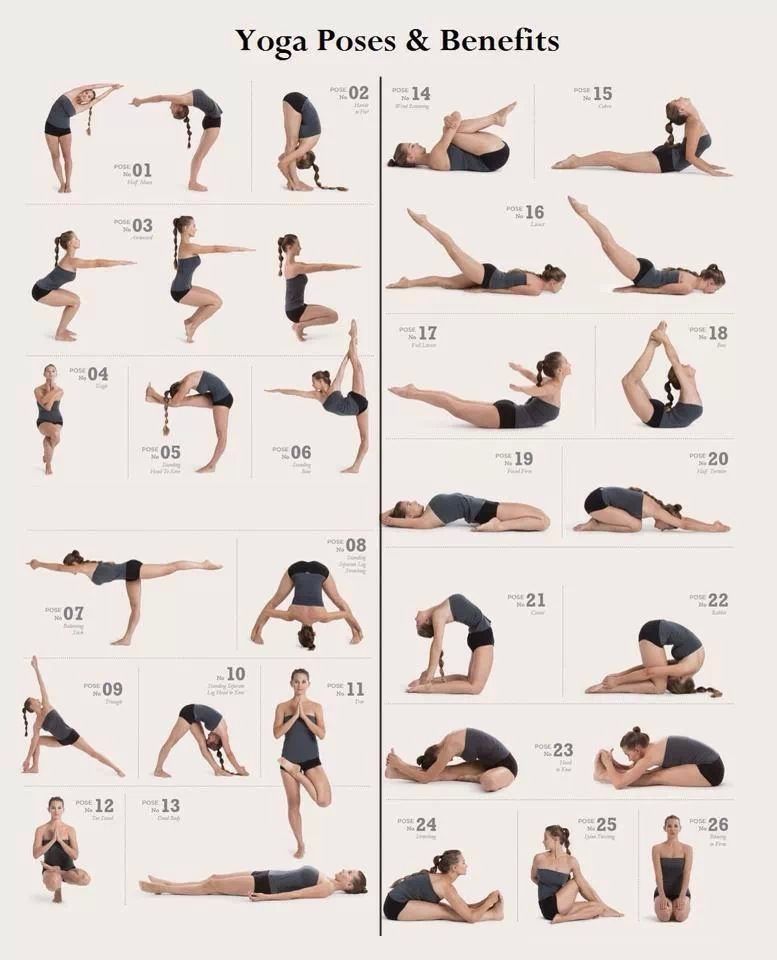 Yoga Poses & Benefits
POSE
No 01
Half Moon
POSE
No 02
Hands
to Feet
POSE
No 03
Awkward
POSE
No 04
Eagle
POSE
No 05
Standing
Head To Knee
POSE
No 06
Standing
Bow
POSE
No 07
Balancing
Stick
POSE
No 08
Standing
Separate Leg
Stretching
POSE
No 09
Triangle
No 10
Standing Separate
Leg Head to Knee
POSE
No 11
Tree
POSE
No 12
Toe Stand
POSE
No 13
Dead Body
POSE
No 14
Wind Removing
POSE
No 15
Cobra
POSE
No 16
POSE
No 17
POSE
No 18
Bow
POSE
No 19
Fixed Firm
POSE
No 20
Half Tortoise
POSE
No 21
Camel
POSE
No 22
Rabbit
POSE
No 23
Head
to Knee
POSE
No 24
Stretching
POSE
No 25
Spine Twisting
POSE
No 26
Blowing
in Firm